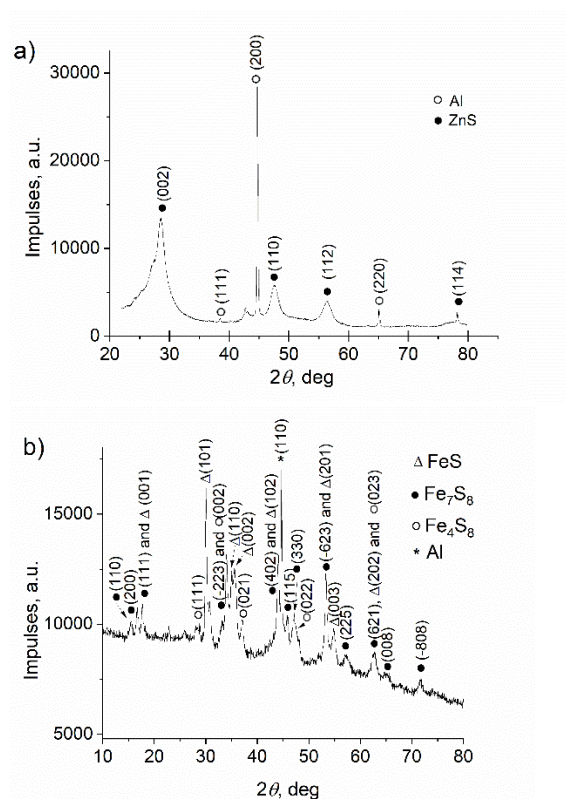 a)
○(200)
30000
○ Al
● ZnS
20000
(002)
●
Impulses, a.u.
10000
(111)
○
(110)
●
(112)
●
(220)
○
(114)
●
0
20 30 40 50 60 70 80
2θ, deg
b)
*(110)
Δ FeS
● Fe7S8
○ Fe4S8
* Al
Δ(101)
15000
Impulses, a.u.
10000
5000
●(110)
●(200)
●(111) and Δ (001)
○(111)
●(-223) and ○(002)
Δ(110)
Δ(002)
○(021)
●(402) and Δ(102)
●(115)
●(330)
○(022)
●(-623) and Δ(201)
Δ(003)
●(225)
●(621), Δ(202) and ○(023)
●(008)
●(-808)
10 20 30 40 50 60 70 80
2θ, deg